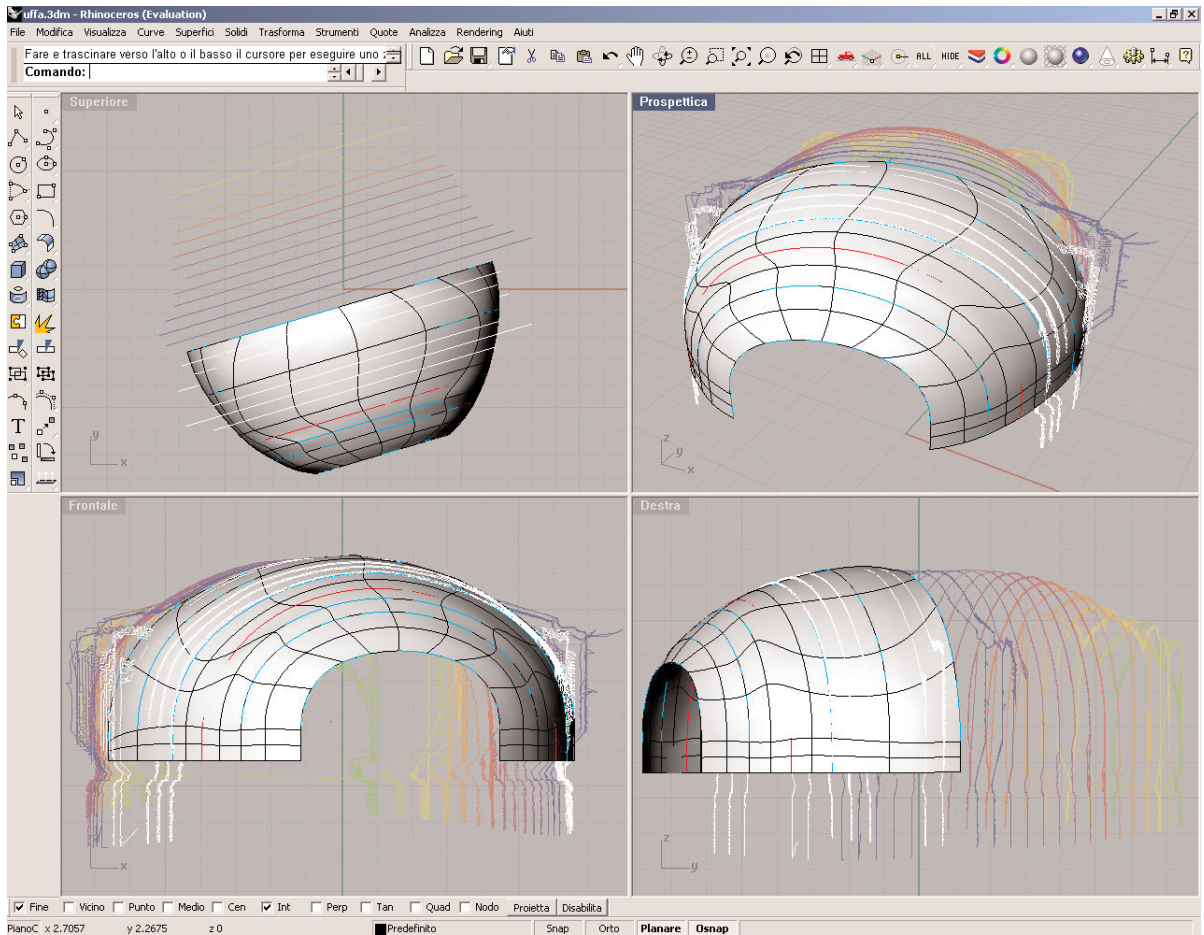 uffa.3dm - Rhinoceros (Evaluation)
File Modifica Visualizza Curve Superfici Solidi Trasforma Strumenti Quote Analizza Rendering Aiuti
Fare e trascinare verso l'alto o il basso il cursore per eseguire uno
Comando:
ALL HIDE
Superiore
Prospettica
T
y
x
z
y
x
Frontale
Destra
z
x
z
y
Fine Vicino Punto Medio Cen Int Perp Tan Quad Nodo Proietta Disabilita
PianoC x 2.7057 y 2.2675 z 0 Predefinito Snap Orto Planare Osnap